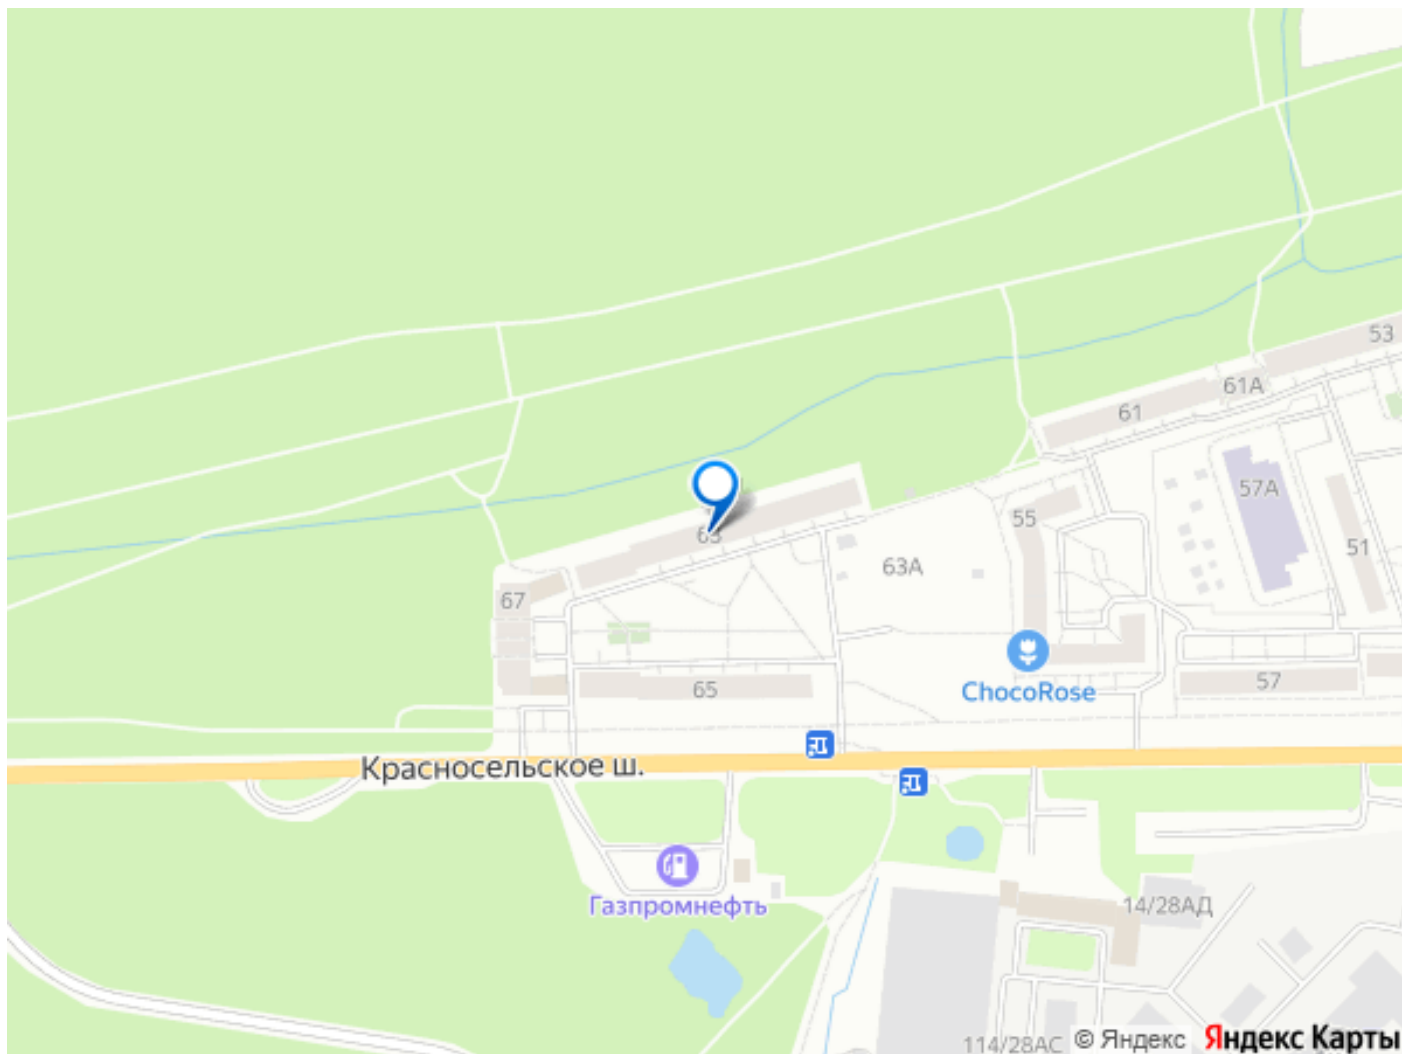 53
61А
61
57А
55
51
63
63А
67
ChocoRose
65
57
Красносельское ш.
Газпромнефть
14/28АД
114/28АС
© Яндекс
Яндекс Карты